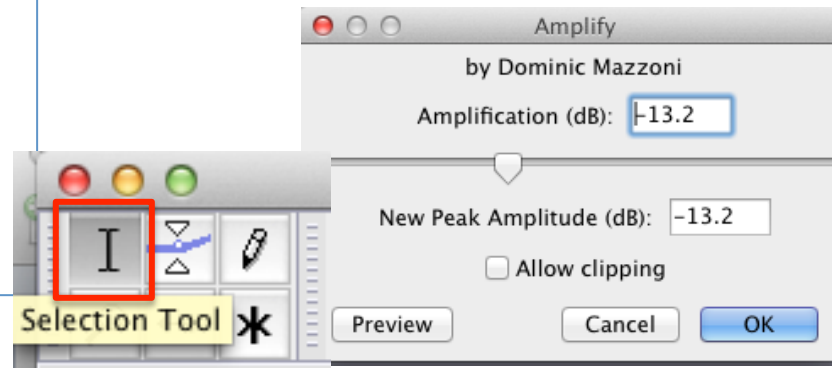 Amplify
by Dominic Mazzoni
Amplification (dB): -13.2
New Peak Amplitude (dB): -13.2
Allow clipping
Preview Cancel OK
Selection Tool